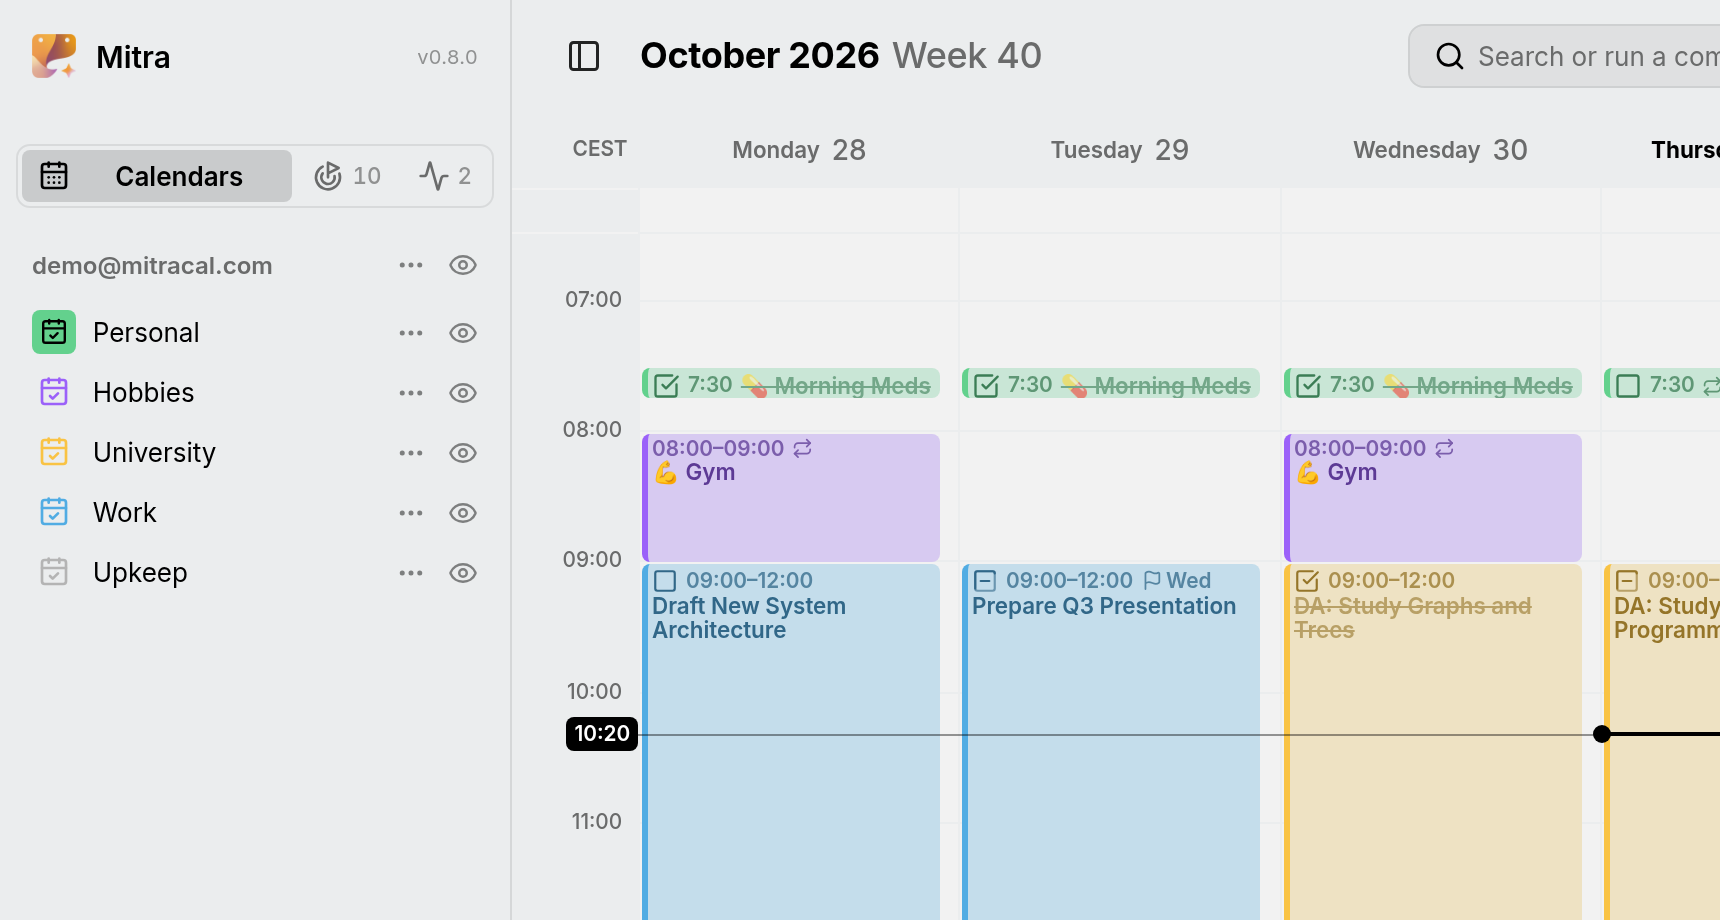 Mitra
v0.8.0
October 2026 Week 40
Search or run a com
Calendars
10
2
CEST
Monday 28
Tuesday 29
Wednesday 30
Thurs
demo@mitracal.com
Personal
Hobbies
University
Work
Upkeep
07:00
7:30 💊 Morning Meds
7:30 💊 Morning Meds
7:30 💊 Morning Meds
7:30
08:00
08:00–09:00
💪 Gym
08:00–09:00
💪 Gym
09:00
09:00–12:00
Draft New System
Architecture
09:00–12:00 Wed
Prepare Q3 Presentation
09:00–12:00
DA: Study Graphs and
Trees
09:00–
DA: Study
Programm
10:00
10:20
11:00